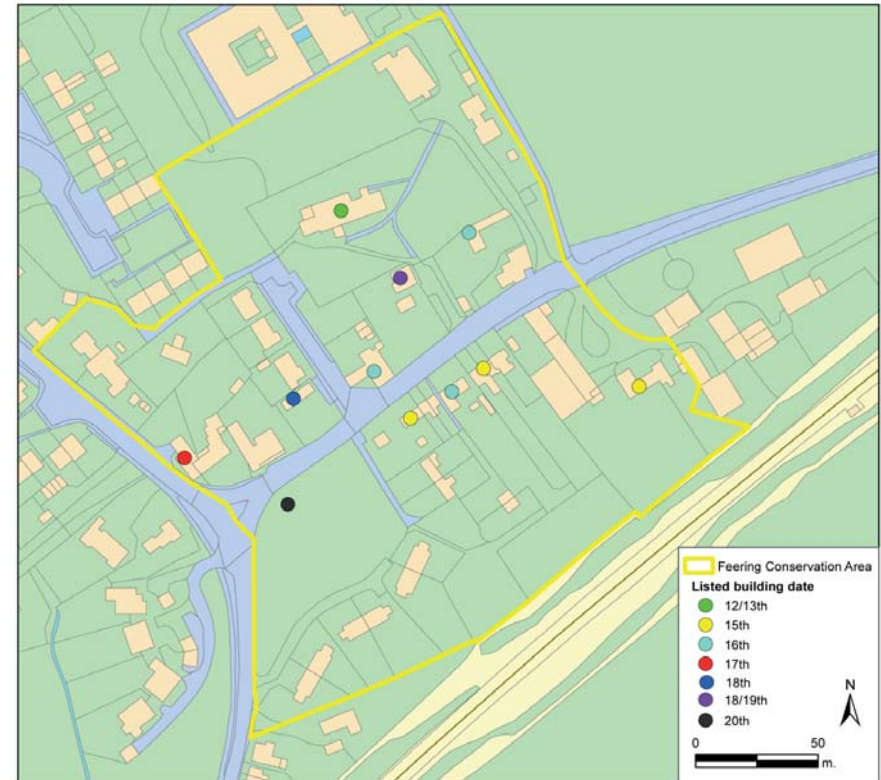 Feering Conservation Area
Listed building date
12/13th
15th
16th
17th
18th
18/19th
20th
N
0 50
m.